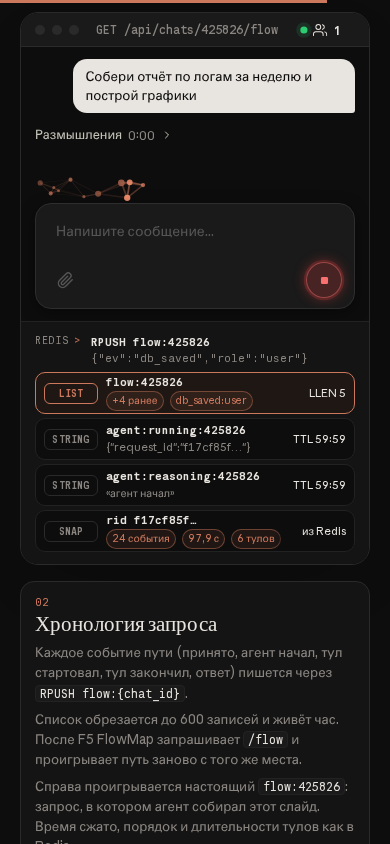 GET /api/chats/425826/flow 1
Собери отчёт по логам за неделю и
построй графики
Размышления 0:00 >
Напишите сообщение...
REDIS > RPUSH flow:425826
{"ev":"db_saved","role":"user"}
LIST
flow:425826
+4 ранее db_saved:user
LLEN 5
STRING
agent:running:425826
{"request_id":"f17cf85f…"}
TTL 59:59
STRING
agent:reasoning:425826
«агент начал»
TTL 59:59
SNAP
rid f17cf85f…
24 события 97,9 с 6 тулов
из Redis
02
Хронология запроса
Каждое событие пути (принято, агент начал, тул
стартовал, тул закончил, ответ) пишется через
RPUSH flow:{chat_id}.
Список обрезается до 600 записей и живёт час.
После F5 FlowMap запрашивает /flow и
проигрывает путь заново с того же места.
Справа проигрывается настоящий flow:425826:
запрос, в котором агент собирал этот слайд.
Время сжато, порядок и длительности тулов как в
Redis.